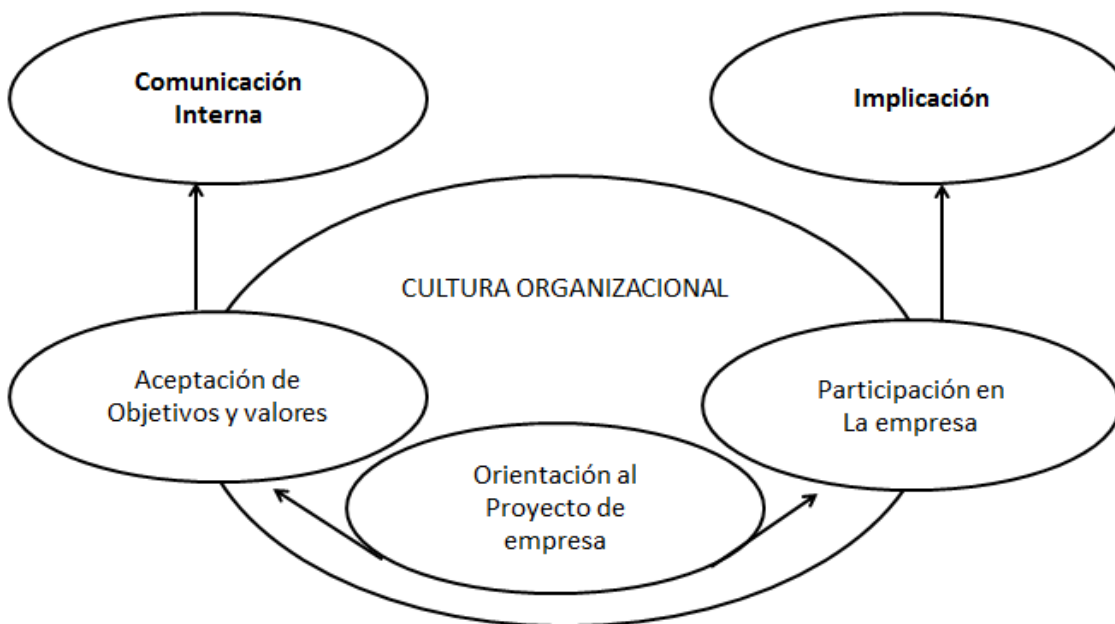 Comunicación
Interna
Implicación
CULTURA ORGANIZACIONAL
Aceptación de
Objetivos y valores
Participación en
La empresa
Orientación al
Proyecto de
empresa